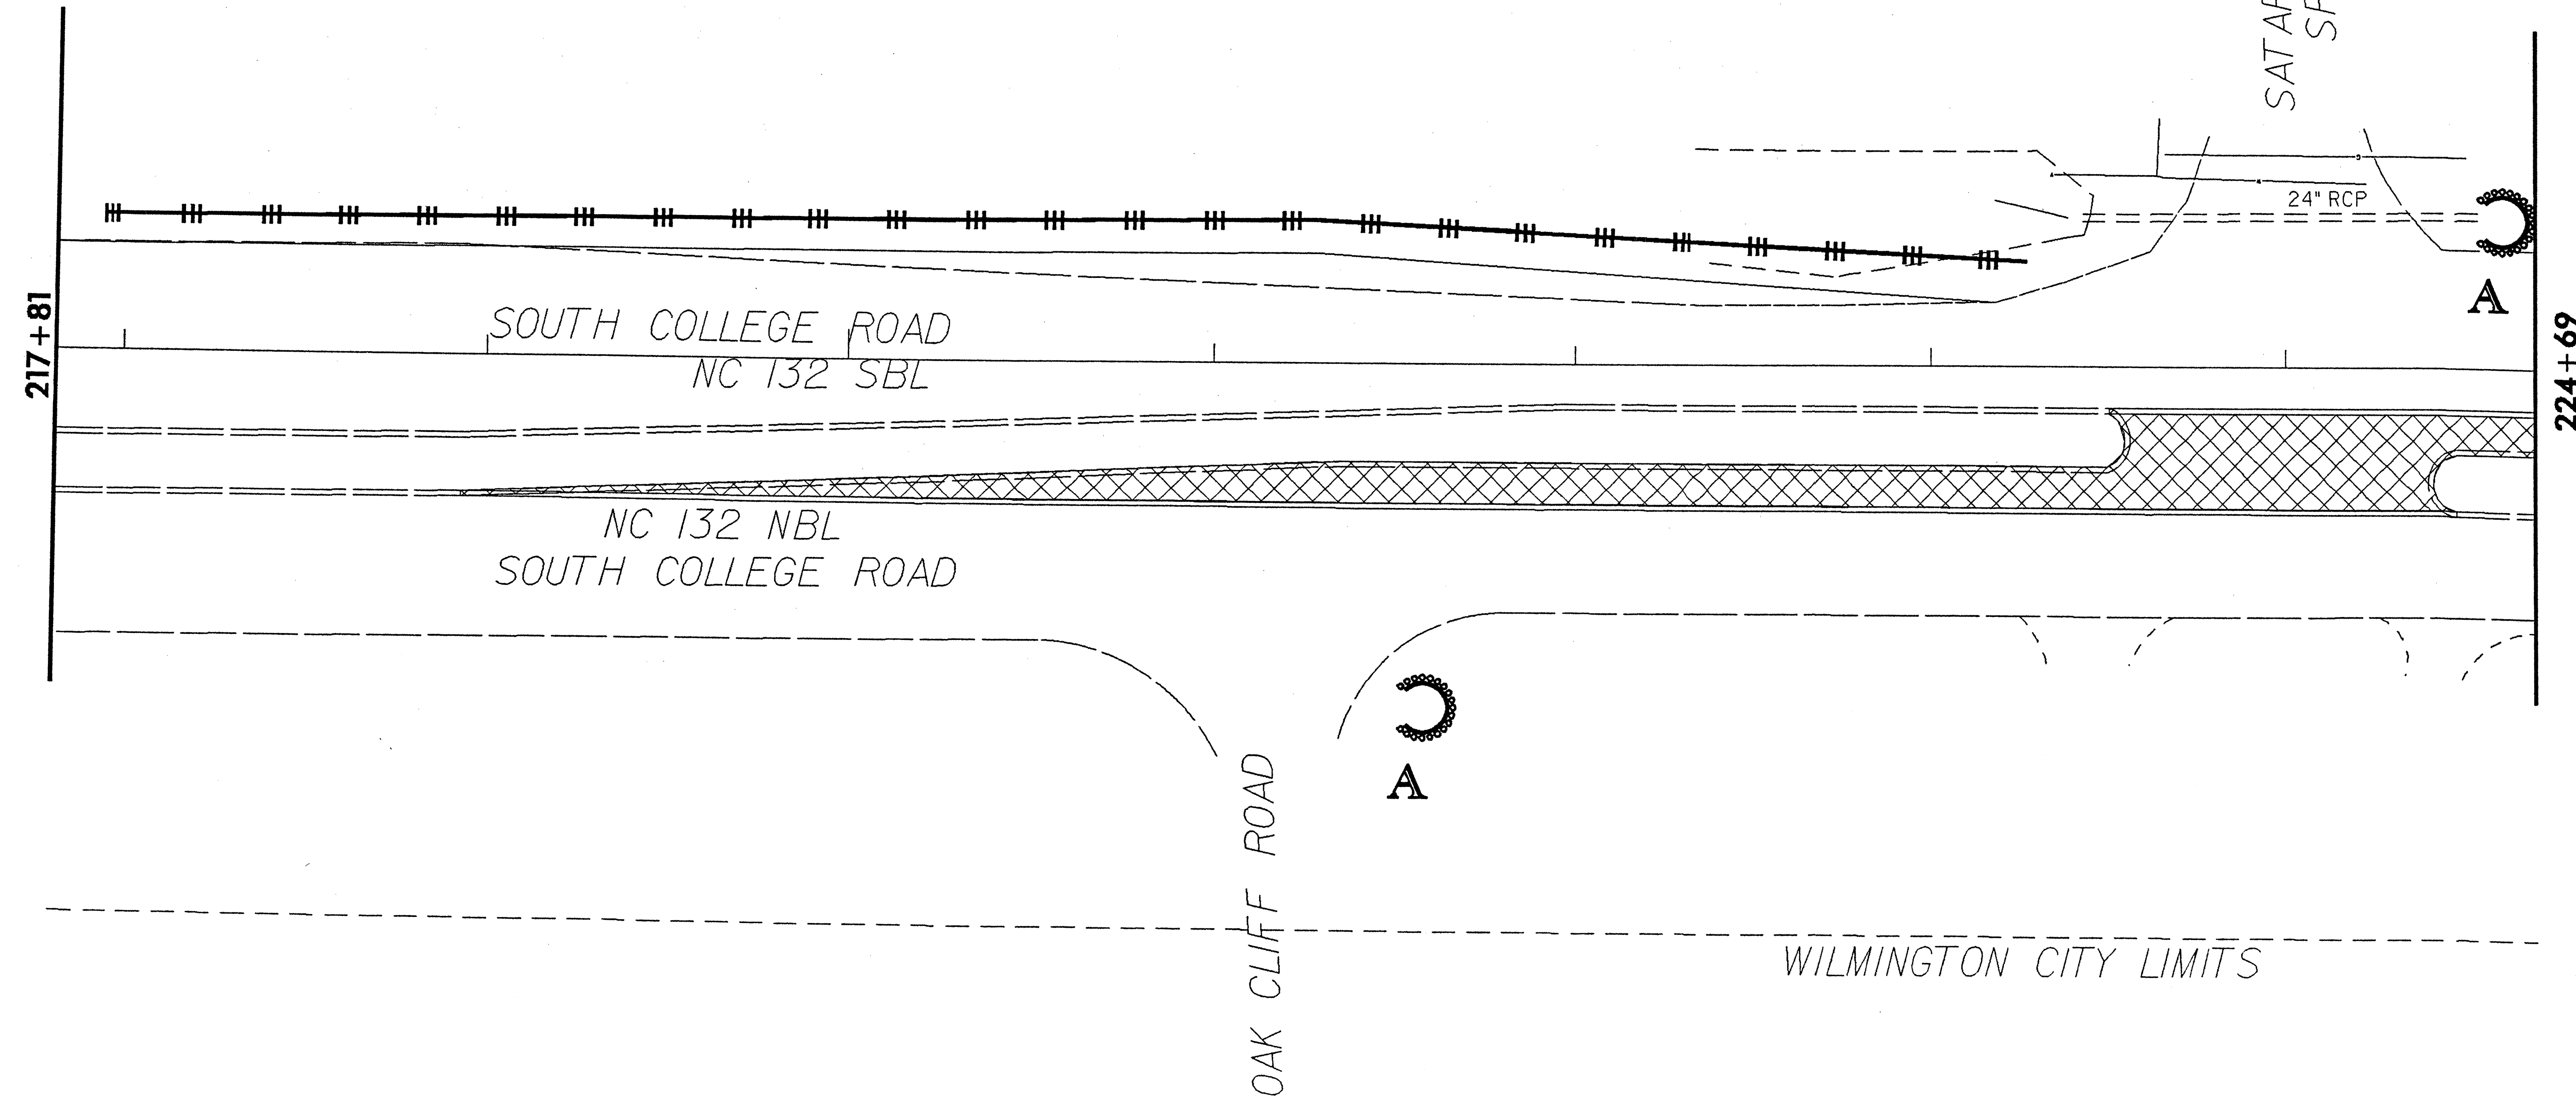 24" RCP
A
217+81
224+69
SOUTH COLLEGE ROAD
NC 132 SBL
NC 132 NBL
SOUTH COLLEGE ROAD
A
OAK CLIFF ROAD
WILMINGTON CITY LIMITS